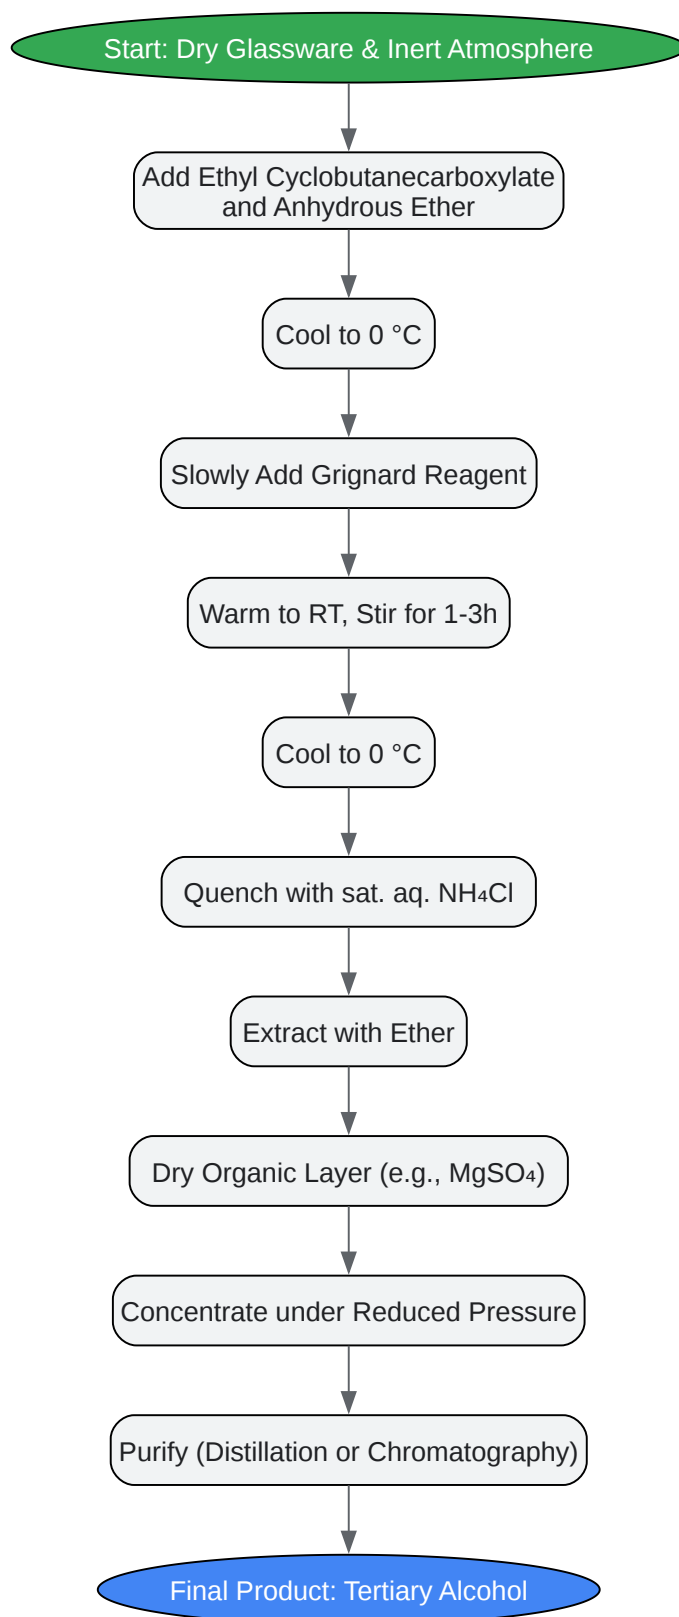 Start: Dry Glassware & Inert Atmosphere
Add Ethyl Cyclobutanecarboxylate
and Anhydrous Ether
Cool to 0 °C
Slowly Add Grignard Reagent
Warm to RT, Stir for 1-3h
Cool to 0 °C
Quench with sat. aq. NH₄Cl
Extract with Ether
Dry Organic Layer (e.g., MgSO₄)
Concentrate under Reduced Pressure
Purify (Distillation or Chromatography)
Final Product: Tertiary Alcohol